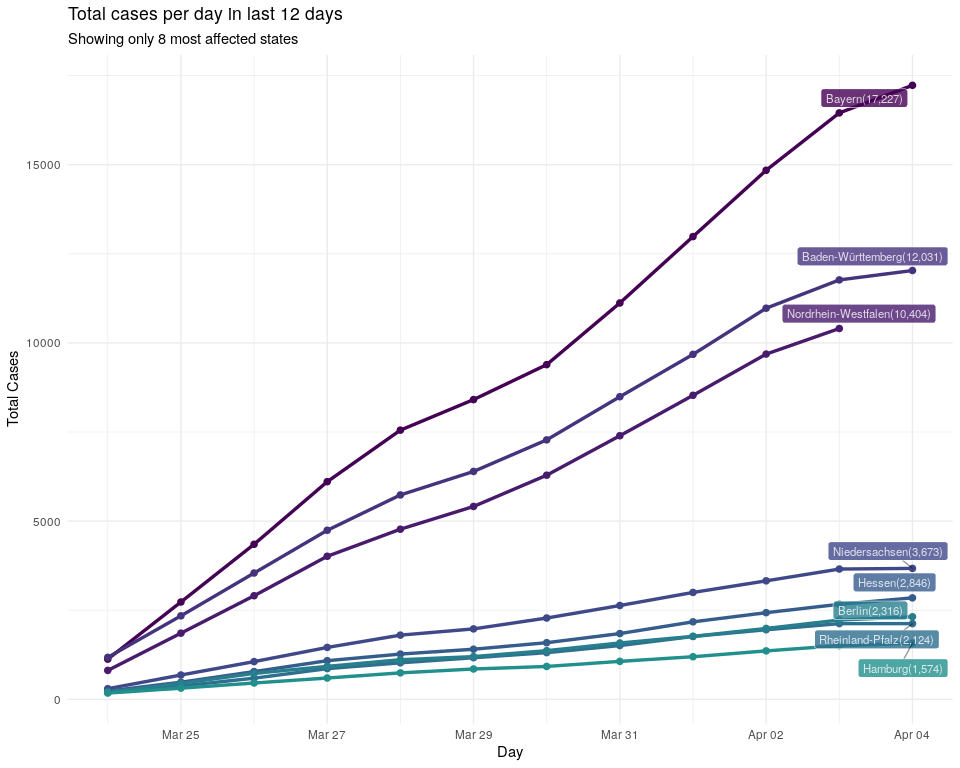 Total cases per day in last 12 days
Showing only 8 most affected states
Total Cases
15000
10000
5000
0
Bayern(17,227)
Baden-Württemberg(12,031)
Nordrhein-Westfalen(10,404)
Niedersachsen(3,673)
Hessen(2,846)
Berlin(2,316)
Rheinland-Pfalz(2,124)
Hamburg(1,574)
Mar 25
Mar 27
Mar 29
Mar 31
Apr 02
Apr 04
Day